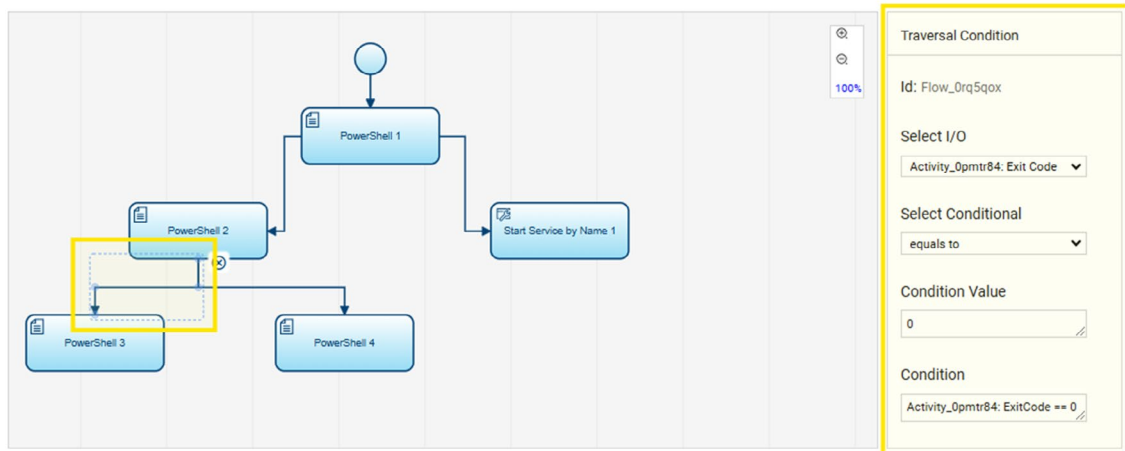 100%
PowerShell 1
PowerShell 2
Start Service by Name 1
PowerShell 3
PowerShell 4
Traversal Condition
Id: Flow_0rq5qox
Select I/O
Activity_0pmtr84: Exit Code
Select Conditional
equals to
Condition Value
0
Condition
Activity_0pmtr84: ExitCode == 0